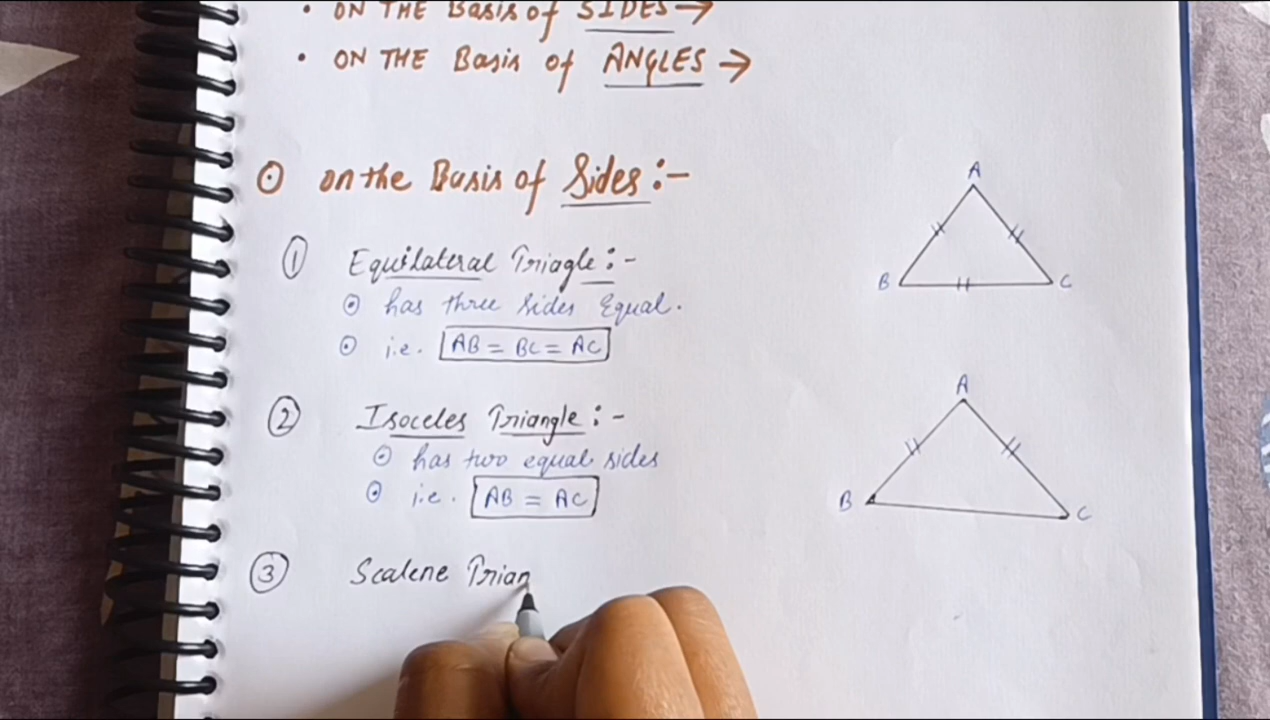 • ON THE Basis of SIDES →
• ON THE Basis of ANGLES →
⊙ on the Basis of Sides :-
① Equilateral Triagle :-
⊙ has three sides Equal.
⊙ i.e. AB = BC = AC
② Isoceles Triangle :-
⊙ has two equal sides
⊙ i.e. AB = AC
③ Scalene Trian
A
B C
A
B C